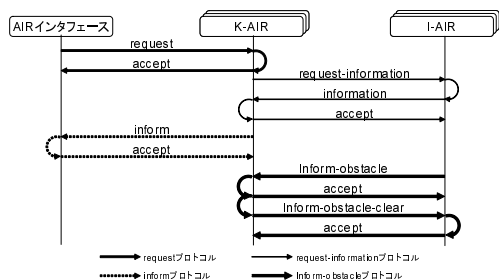 AIRインタフェース
K-AIR
I-AIR
request
accept
request-information
information
accept
inform
accept
Inform-obstacle
accept
Inform-obstacle-clear
accept
requestプロトコル
request-informationプロトコル
informプロトコル
Inform-obstacleプロトコル